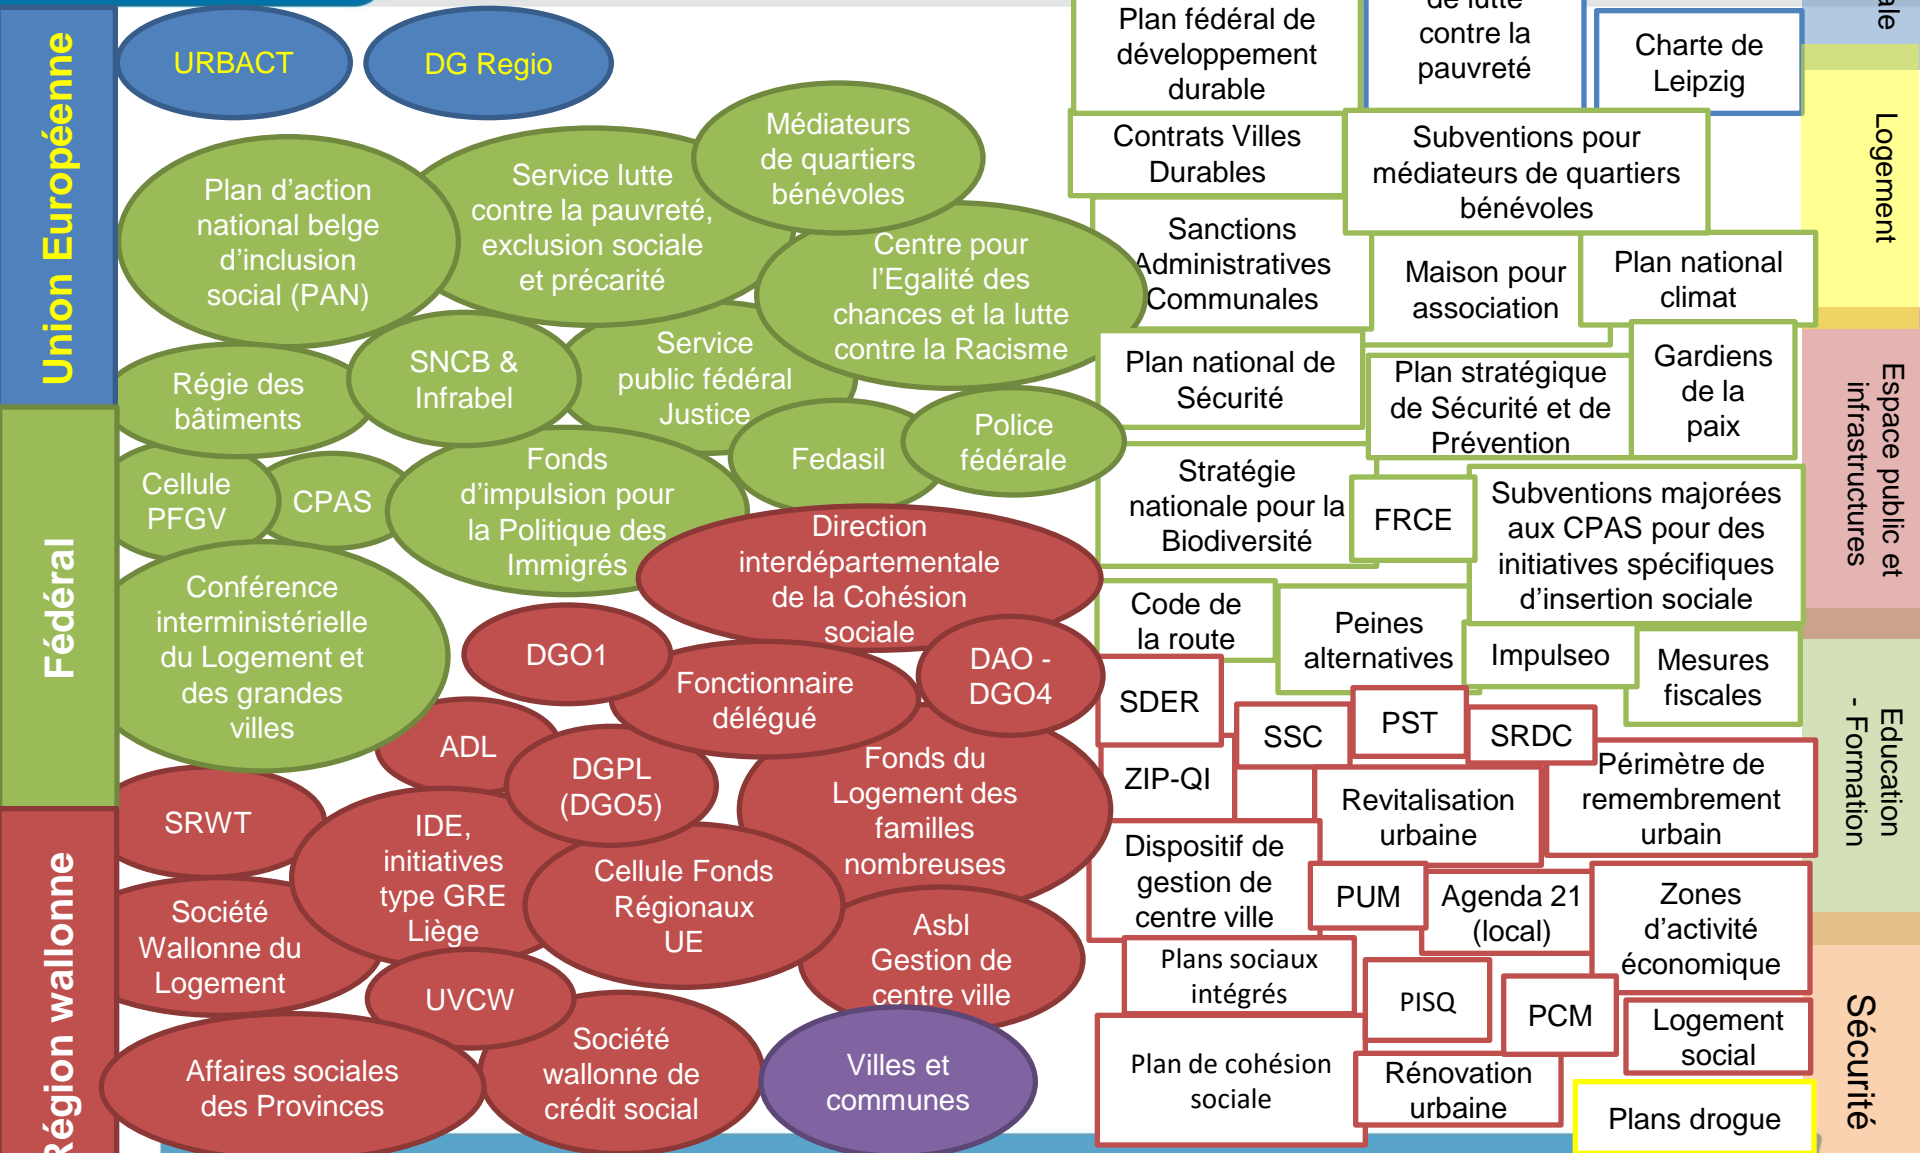 Union Européenne
Fédéral
Région wallonne
URBACT
DG Regio
Médiateurs
de quartiers
bénévoles
Plan d’action
national belge
d’inclusion
social (PAN)
Service lutte
contre la pauvreté,
exclusion sociale
et précarité
Centre pour
l’Egalité des
chances et la lutte
contre la Racisme
Régie des
bâtiments
SNCB &
Infrabel
Service
public fédéral
Justice
Fedasil
Police
fédérale
Cellule
PFGV
CPAS
Fonds
d’impulsion pour
la Politique des
Immigrés
Conférence
interministérielle
du Logement et
des grandes
villes
Direction
interdépartementale
de la Cohésion
sociale
DGO1
Fonctionnaire
délégué
DAO -
DGO4
ADL
DGPL
(DGO5)
Fonds du
Logement des
familles
nombreuses
SRWT
IDE,
initiatives
type GRE
Liège
Cellule Fonds
Régionaux
UE
Société
Wallonne du
Logement
Asbl
Gestion de
centre ville
UVCW
Affaires sociales
des Provinces
Société
wallonne de
crédit social
Villes et
communes
Plan fédéral de
développement
durable
de lutte
contre la
pauvreté
Charte de
Leipzig
Contrats Villes
Durables
Subventions pour
médiateurs de quartiers
bénévoles
Sanctions
Administratives
Communales
Maison pour
association
Plan national
climat
Plan national de
Sécurité
Plan stratégique
de Sécurité et de
Prévention
Gardiens
de la
paix
Stratégie
nationale pour la
Biodiversité
FRCE
Subventions majorées
aux CPAS pour des
initiatives spécifiques
d’insertion sociale
Code de
la route
Peines
alternatives
Impulseo
Mesures
fiscales
SDER
SSC
PST
SRDC
Périmètre de
remembrement
urbain
ZIP-QI
Revitalisation
urbaine
Dispositif de
gestion de
centre ville
PUM
Agenda 21
(local)
Zones
d’activité
économique
Plans sociaux
intégrés
PISQ
PCM
Logement
social
Plan de cohésion
sociale
Rénovation
urbaine
Plans drogue
ale
Logement
Espace public et
infrastructures
Education
- Formation
Sécurité